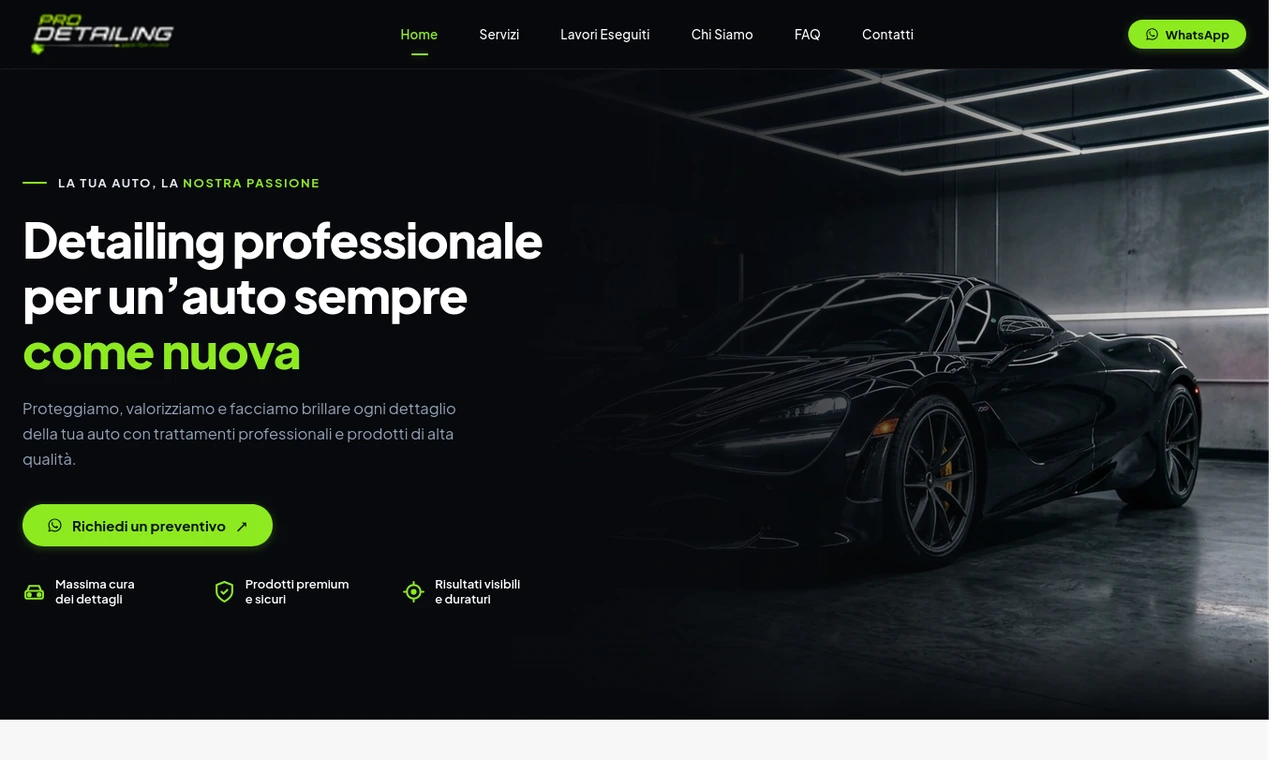 PRO
DETAILING
Home
Servizi
Lavori Eseguiti
Chi Siamo
FAQ
Contatti
WhatsApp
LA TUA AUTO, LA NOSTRA PASSIONE
Detailing professionale
per un’auto sempre
come nuova
Proteggiamo, valorizziamo e facciamo brillare ogni dettaglio
della tua auto con trattamenti professionali e prodotti di alta
qualità.
Richiedi un preventivo ↗
Massima cura
dei dettagli
Prodotti premium
e sicuri
Risultati visibili
e duraturi